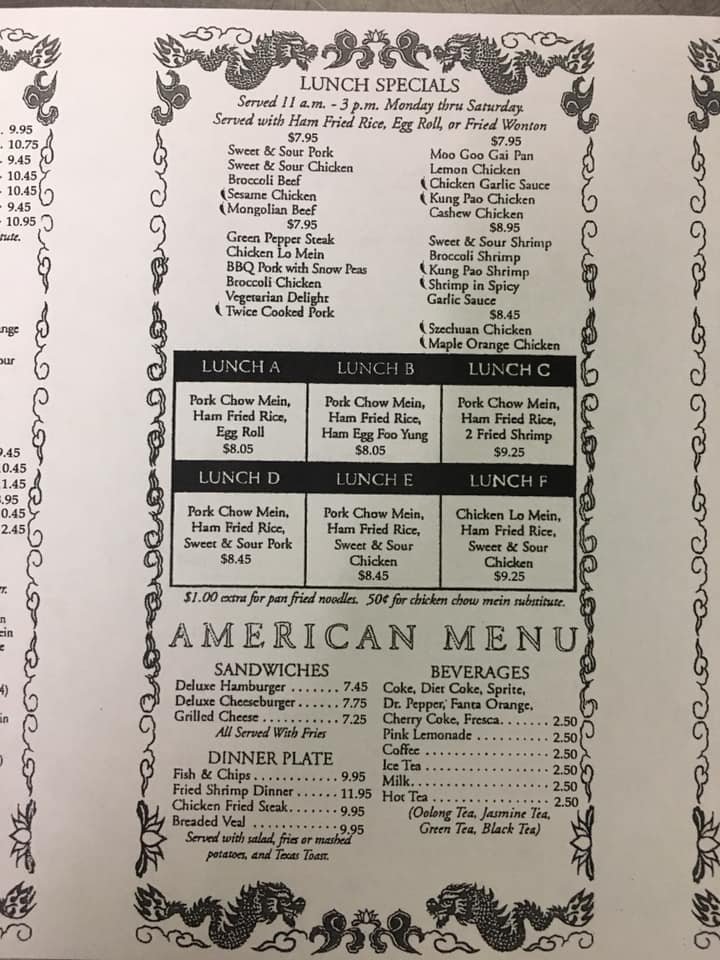 LUNCH SPECIALS
Served 11 a.m. - 3 p.m. Monday thru Saturday.
Served with Ham Fried Rice, Egg Roll, or Fried Wonton
$7.95
Sweet & Sour Pork
Sweet & Sour Chicken
Broccoli Beef
Sesame Chicken
Mongolian Beef
$7.95
Green Pepper Steak
Chicken Lo Mein
BBQ Pork with Snow Peas
Broccoli Chicken
Vegetarian Delight
Twice Cooked Pork
$7.95
Moo Goo Gai Pan
Lemon Chicken
Chicken Garlic Sauce
Kung Pao Chicken
Cashew Chicken
$8.95
Sweet & Sour Shrimp
Broccoli Shrimp
Kung Pao Shrimp
Shrimp in Spicy
Garlic Sauce
$8.45
Szechuan Chicken
Maple Orange Chicken
LUNCH A
Pork Chow Mein,
Ham Fried Rice,
Egg Roll
$8.05
LUNCH B
Pork Chow Mein,
Ham Fried Rice,
Ham Egg Foo Yung
$8.05
LUNCH C
Pork Chow Mein,
Ham Fried Rice,
2 Fried Shrimp
$9.25
LUNCH D
Pork Chow Mein,
Ham Fried Rice,
Sweet & Sour Pork
$8.45
LUNCH E
Pork Chow Mein,
Ham Fried Rice,
Sweet & Sour
Chicken
$8.45
LUNCH F
Chicken Lo Mein,
Ham Fried Rice,
Sweet & Sour
Chicken
$9.25
$1.00 extra for pan fried noodles. 50¢ for chicken chow mein substitute.
AMERICAN MENU
SANDWICHES
Deluxe Hamburger ....... 7.45
Deluxe Cheeseburger ...... 7.75
Grilled Cheese ........... 7.25
All Served With Fries
DINNER PLATE
Fish & Chips ............ 9.95
Fried Shrimp Dinner ...... 11.95
Chicken Fried Steak....... 9.95
Breaded Veal ........... 9.95
Served with salad, fries or mashed
potatoes, and Texas Toast.
BEVERAGES
Coke, Diet Coke, Sprite,
Dr. Pepper, Fanta Orange,
Cherry Coke, Fresca....... 2.50
Pink Lemonade .......... 2.50
Coffee ................. 2.50
Ice Tea ................. 2.50
Milk................... 2.50
Hot Tea ................ 2.50
(Oolong Tea, Jasmine Tea,
Green Tea, Black Tea)
9.95
10.75
9.45
10.45
10.45
9.45
10.95